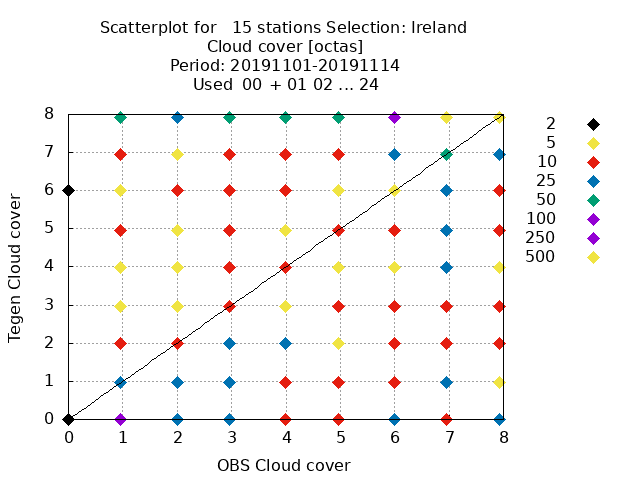 Scatterplot for   15 stations Selection: Ireland
Cloud cover [octas]
Period: 20191101-20191114
Used  00 + 01 02 ... 24
8
7
6
5
4
3
2
1
0
Tegen Cloud cover
0 1 2 3 4 5 6 7 8
OBS Cloud cover
2
5
10
25
50
100
250
500